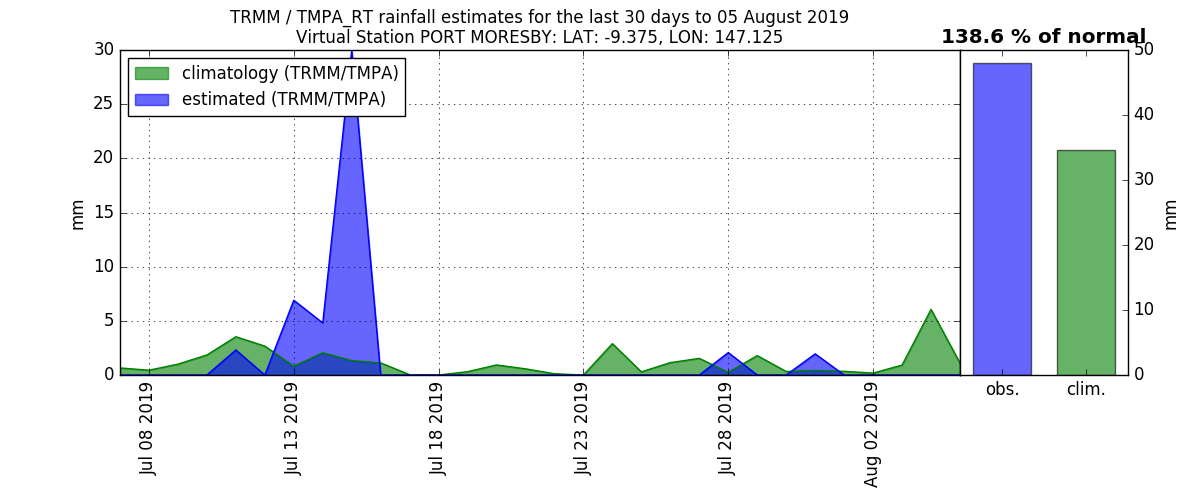 TRMM / TMPA_RT rainfall estimates for the last 30 days to 05 August 2019
Virtual Station PORT MORESBY: LAT: -9.375, LON: 147.125
138.6 % of normal
climatology (TRMM/TMPA)
estimated (TRMM/TMPA)
mm
30
25
20
15
10
5
0
Jul 08 2019
Jul 13 2019
Jul 18 2019
Jul 23 2019
Jul 28 2019
Aug 02 2019
obs.
clim.
50
40
30
20
10
0
mm